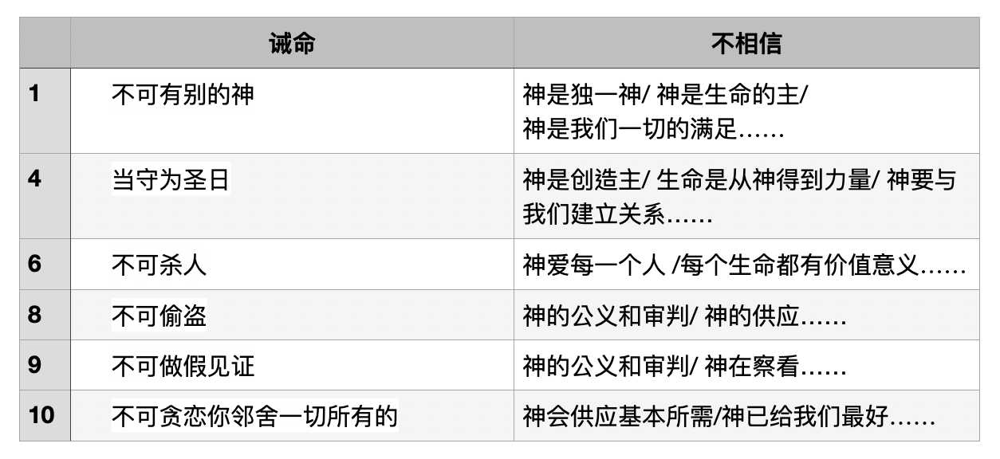 诫命 不相信
1 不可有别的神 神是独一神/ 神是生命的主/
神是我们一切的满足……
4 当守为圣日 神是创造主/ 生命是从神得到力量/ 神要与
我们建立关系……
6 不可杀人 神爱每一个人 /每个生命都有价值意义……
8 不可偷盗 神的公义和审判/ 神的供应……
9 不可做假见证 神的公义和审判/ 神在察看……
10 不可贪恋你邻舍一切所有的 神会供应基本所需/神已给我们最好……